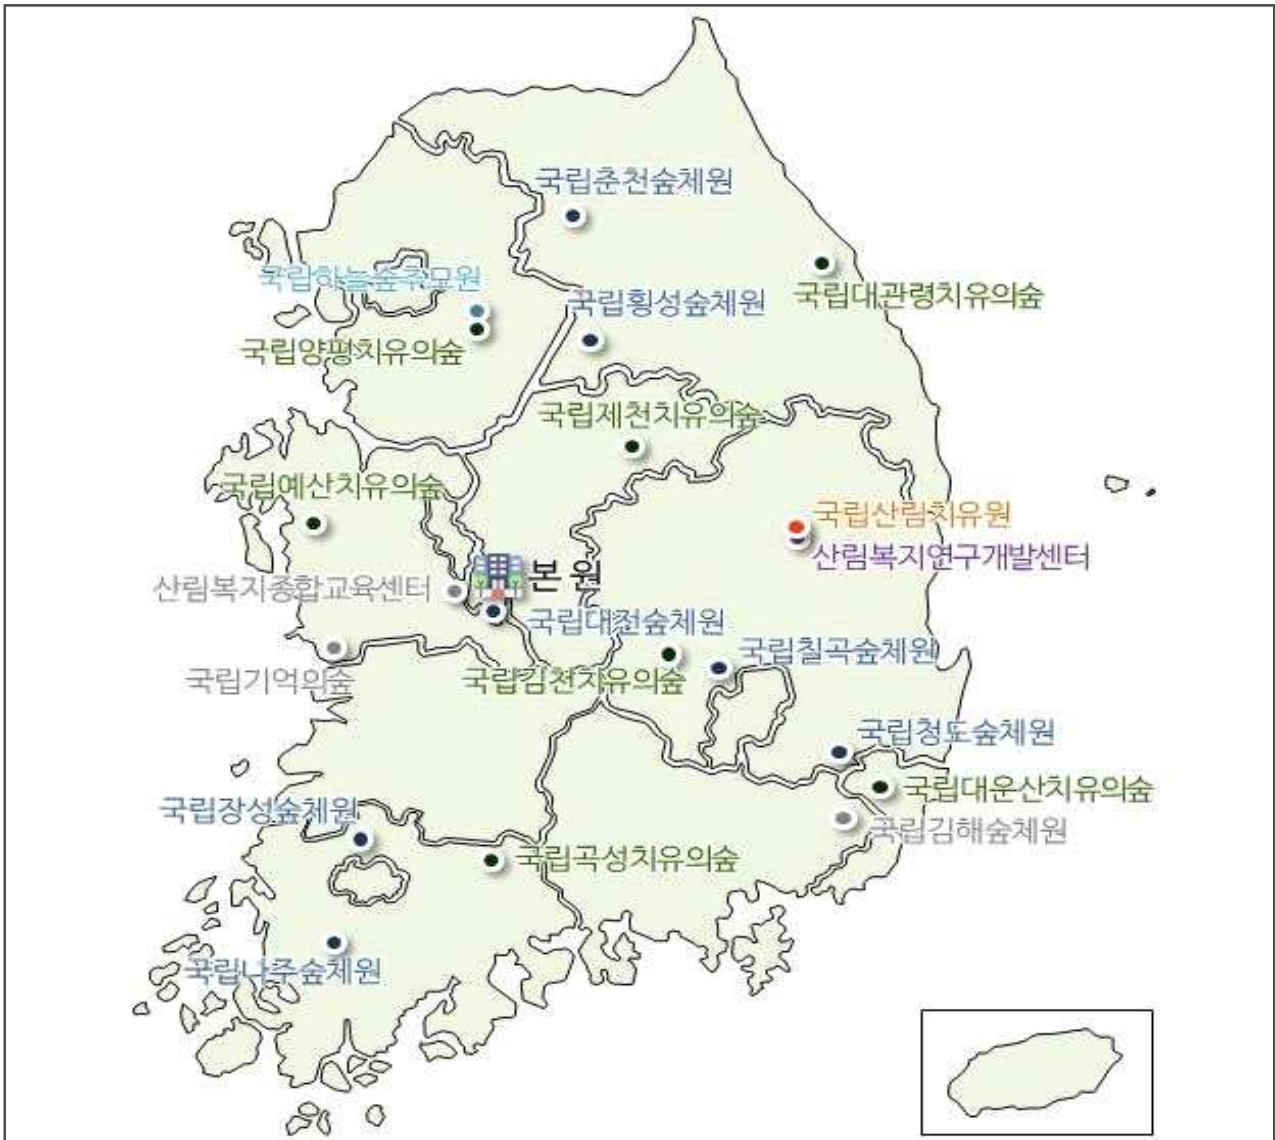 국립춘천숲체원
국립하늘숲추모원
국립횡성숲체원
국립대관령치유의숲
국립양평치유의숲
국립제천치유의숲
국립예산치유의숲
국립산림치유원
산림복지연구개발센터
산림복지종합교육센터
본원
국립대전숲체원
국립칠곡숲체원
국립기억의숲
국립김천치유의숲
국립청도숲체원
국립대운산치유의숲
국립장성숲체원
국립김해숲체원
국립곡성치유의숲
국립나주숲체원